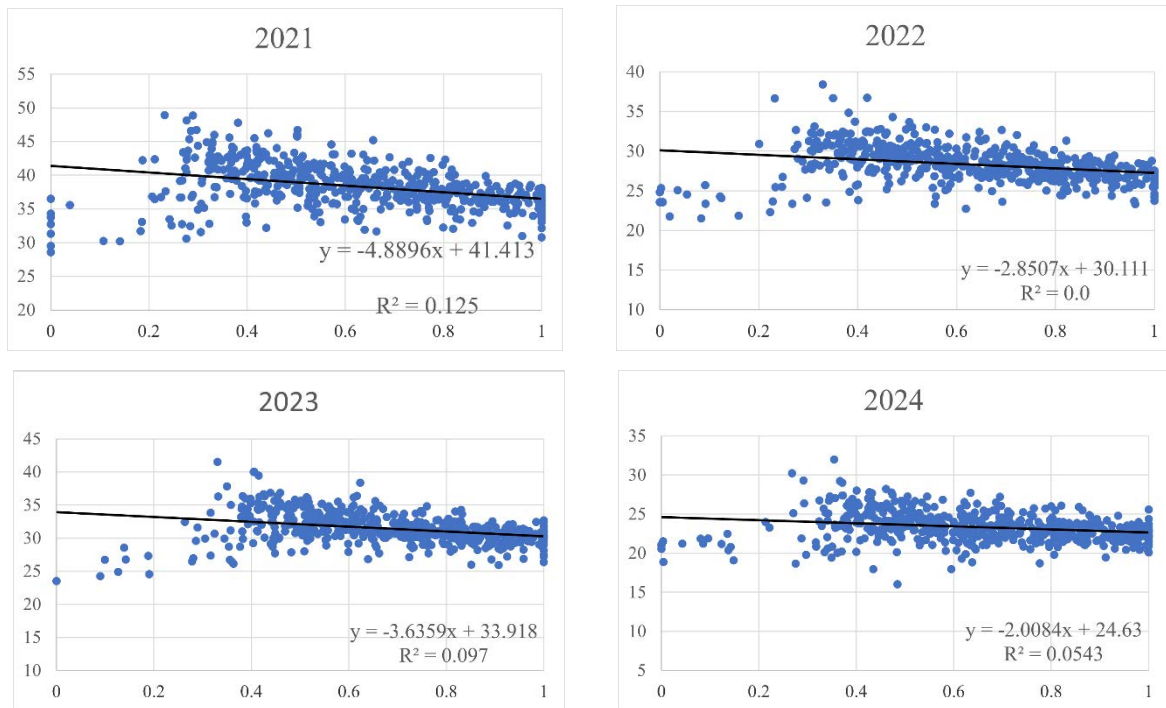 2021
55
50
45
40
35
30
25
20
y = -4.8896x + 41.413
R² = 0.125
0 0.2 0.4 0.6 0.8 1
2022
40
35
30
25
20
15
10
y = -2.8507x + 30.111
R² = 0.0
0 0.2 0.4 0.6 0.8 1
2023
45
40
35
30
25
20
15
10
y = -3.6359x + 33.918
R² = 0.097
0 0.2 0.4 0.6 0.8 1
2024
35
30
25
20
15
10
5
y = -2.0084x + 24.63
R² = 0.0543
0 0.2 0.4 0.6 0.8 1